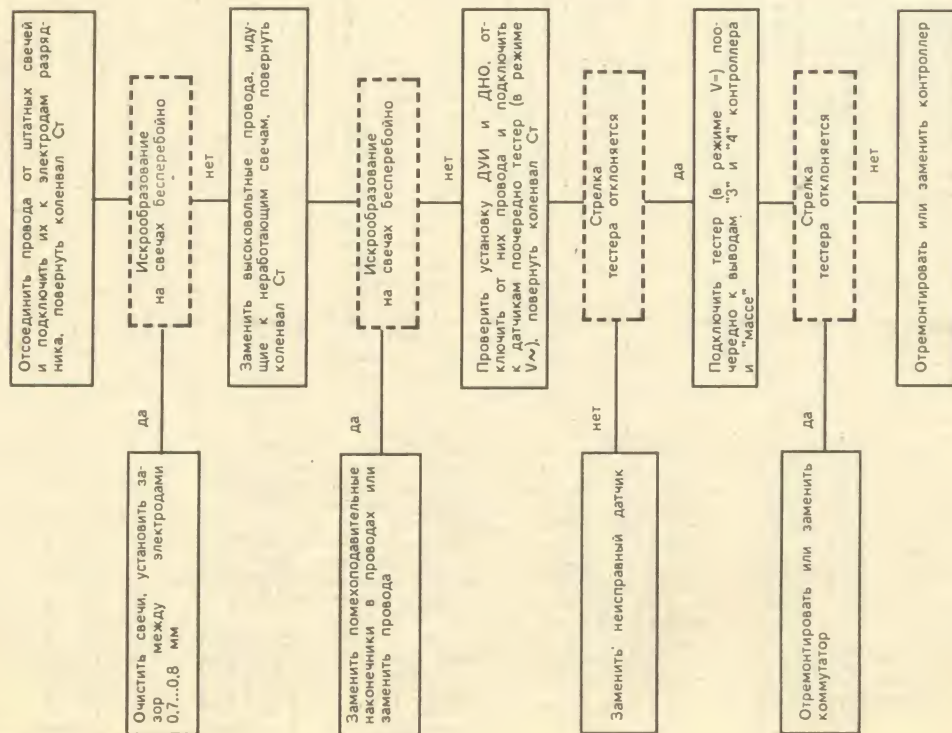 Отсоединить провода от штатных свечей
и подключить их к электродам разряд-
ника, повернуть коленвал Ст
Искрообразование
на свечах бесперебойно
да
нет
Очистить свечи, установить за-
зор между электродами
0,7...0,8 мм
Заменить высоковольтные провода, иду-
щие к неработающим свечам, повернуть
коленвал Ст
Искрообразование
на свечах бесперебойно
да
нет
Заменить помехоподавительные
наконечники в проводах или
заменить провода
Проверить установку ДУИ и ДНО, от-
ключить от них провода и подключить
к датчикам поочередно тестер (в режиме
V~), повернуть коленвал Ст
Стрелка
тестера отклоняется
нет
да
Заменить неисправный датчик
Подключить тестер (в режиме V=) поо-
чередно к выводам "3" и "4" контроллера
и "массе"
Стрелка
тестера отклоняется
да
нет
Отремонтировать или заменить
коммутатор
Отремонтировать или заменить контроллер